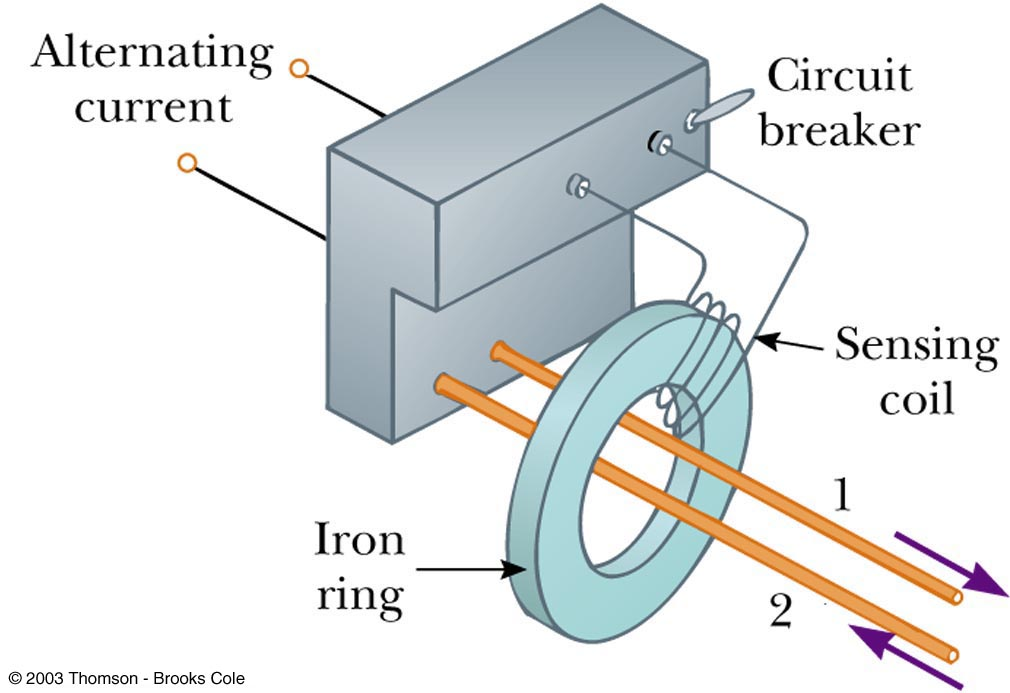 Alternating
current
Circuit
breaker
Sensing
coil
1
Iron
ring
2
© 2003 Thomson - Brooks Cole